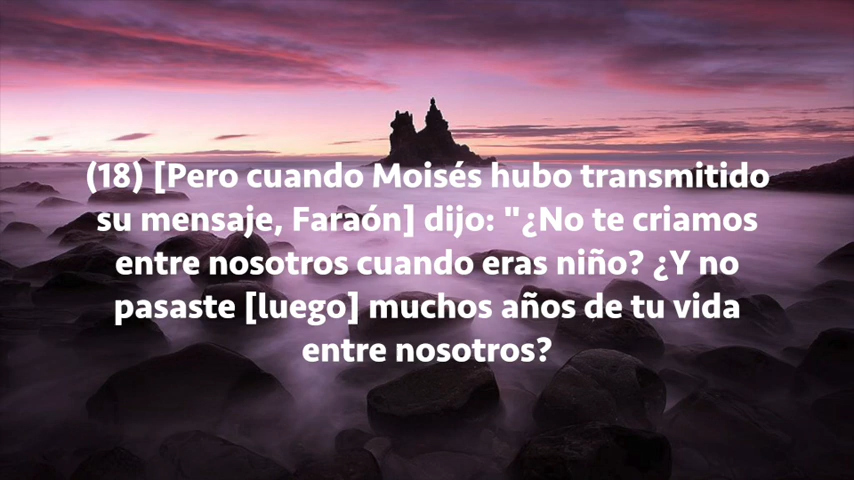 (18) [Pero cuando Moisés hubo transmitido
su mensaje, Faraón] dijo: "¿No te criamos
entre nosotros cuando eras niño? ¿Y no
pasaste [luego] muchos años de tu vida
entre nosotros?